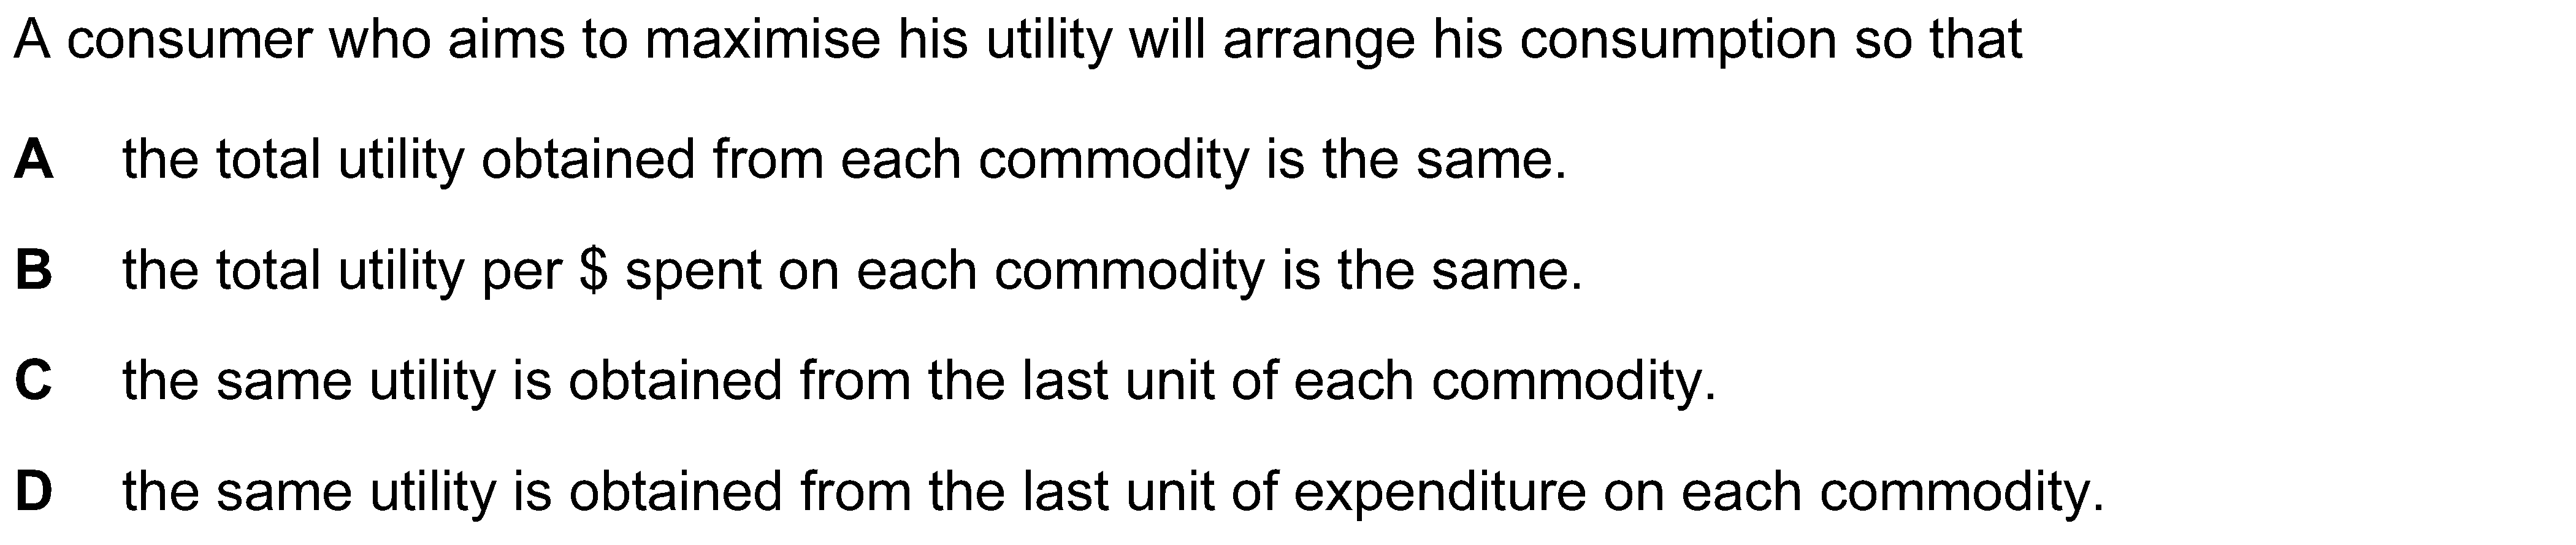 A consumer who aims to maximise his utility will arrange his consumption so that
A the total utility obtained from each commodity is the same.
B the total utility per $ spent on each commodity is the same.
C the same utility is obtained from the last unit of each commodity.
D the same utility is obtained from the last unit of expenditure on each commodity.